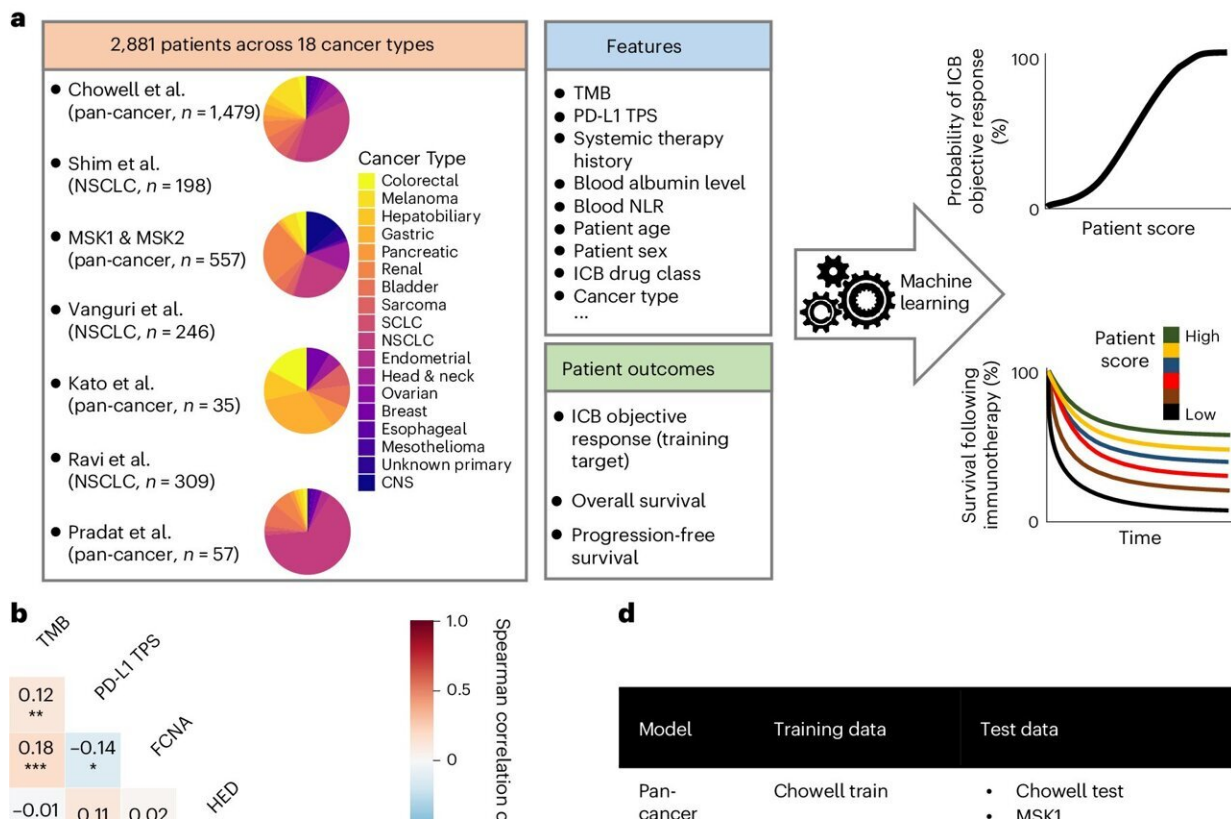 a
2,881 patients across 18 cancer types
• Chowell et al.
(pan-cancer, n = 1,479)
• Shim et al.
(NSCLC, n = 198)
• MSK1 & MSK2
(pan-cancer, n = 557)
• Vanguri et al.
(NSCLC, n = 246)
• Kato et al.
(pan-cancer, n = 35)
• Ravi et al.
(NSCLC, n = 309)
• Pradat et al.
(pan-cancer, n = 57)
Cancer Type
Colorectal
Melanoma
Hepatobiliary
Gastric
Pancreatic
Renal
Bladder
Sarcoma
SCLC
NSCLC
Endometrial
Head & neck
Ovarian
Breast
Esophageal
Mesothelioma
Unknown primary
CNS
Features
• TMB
• PD-L1 TPS
• Systemic therapy
history
• Blood albumin level
• Blood NLR
• Patient age
• Patient sex
• ICB drug class
• Cancer type
...
Patient outcomes
• ICB objective
response (training
target)
• Overall survival
• Progression-free
survival
Machine
learning
Probability of ICB
objective response
(%)
100
0
Patient score
Patient
score
High
Low
Survival following
immunotherapy (%)
100
0
Time
b
TMB
PD-L1 TPS
FCNA
HED
0.12
**
0.18 −0.14
*** *
−0.01 0.11 0.02
1.0
0.5
0
Spearman correlation
d
Model Training data Test data
Pan-
cancer
Chowell train
• Chowell test
• MSK1